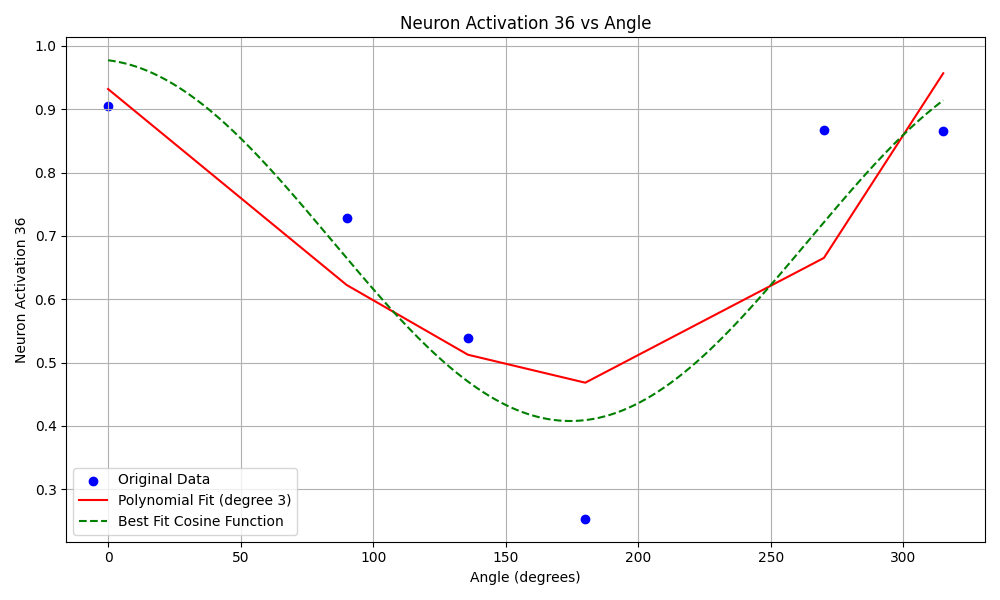 Neuron Activation 36 vs Angle
Neuron Activation 36
1.0
0.9
0.8
0.7
0.6
0.5
0.4
0.3
Original Data
Polynomial Fit (degree 3)
Best Fit Cosine Function
0 50 100 150 200 250 300
Angle (degrees)